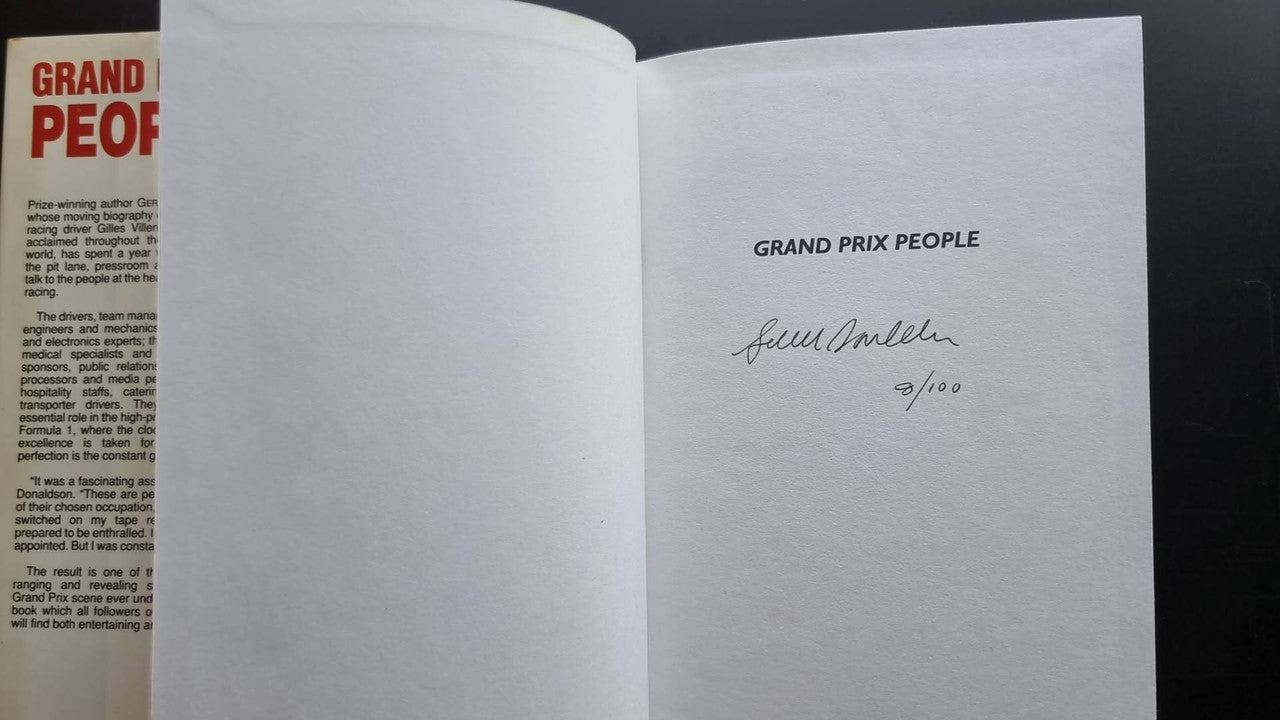 GRAND
PEOP
Prize-winning author GER
whose moving biography
racing driver Gilles Villen
acclaimed throughout th
world, has spent a year
the pit lane, pressroom a
talk to the people at the hea
racing.
The drivers, team mana
engineers and mechanics
and electronics experts; th
medical specialists and
sponsors, public relation
processors and media pe
hospitality staffs, caterin
transporter drivers. They
essential role in the high-pr
Formula 1, where the cloc
excellence is taken for
perfection is the constant g
"It was a fascinating ass
Donaldson. "These are pe
of their chosen occupation,
switched on my tape re
prepared to be enthralled. I
appointed. But I was consta
The result is one of th
ranging and revealing s
Grand Prix scene ever und
book which all followers o
will find both entertaining an
GRAND PRIX PEOPLE
8/100